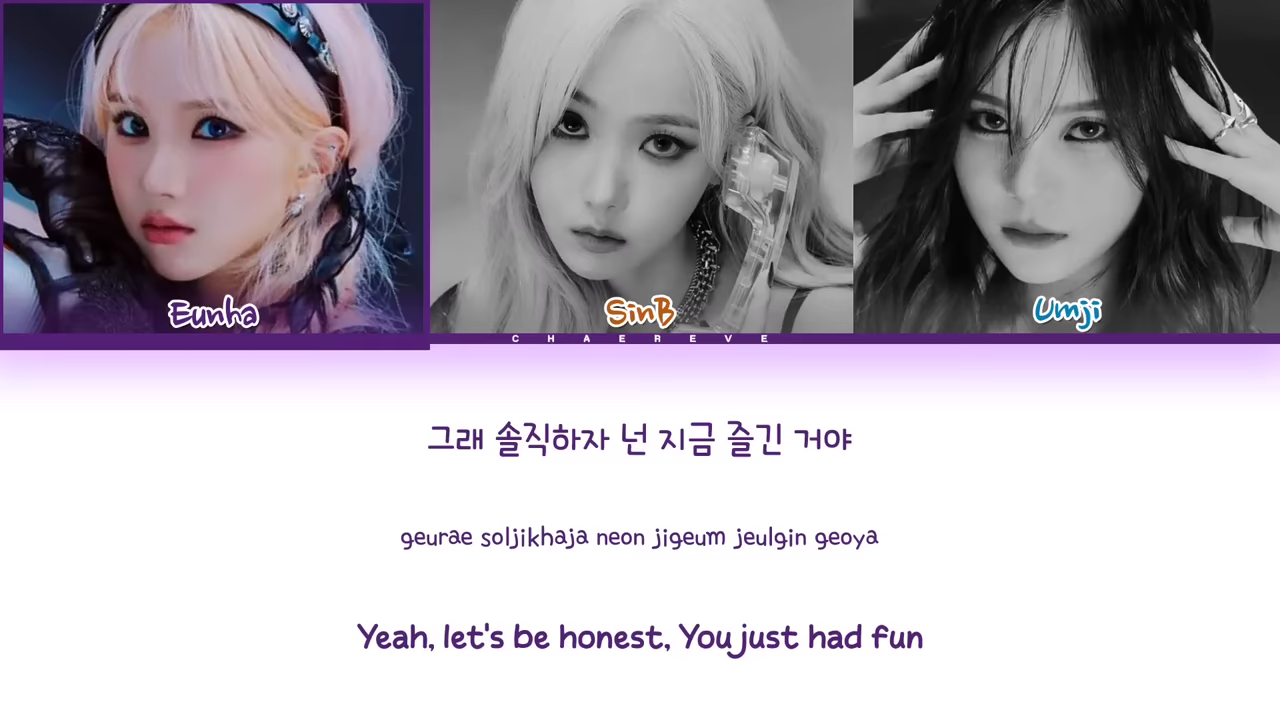 Eunha
SinB
Umji
CHAEREVE
그래 솔직하자 넌 지금 즐긴 거야
geurae soljikhaja neon jigeum jeulgin geoya
Yeah, let's be honest, You just had fun